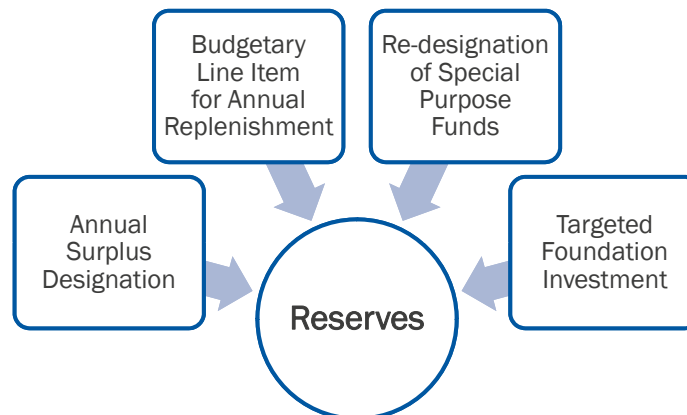 Budgetary
Line Item
for Annual
Replenishment
Re-designation
of Special
Purpose
Funds
Annual
Surplus
Designation
Targeted
Foundation
Investment
Reserves